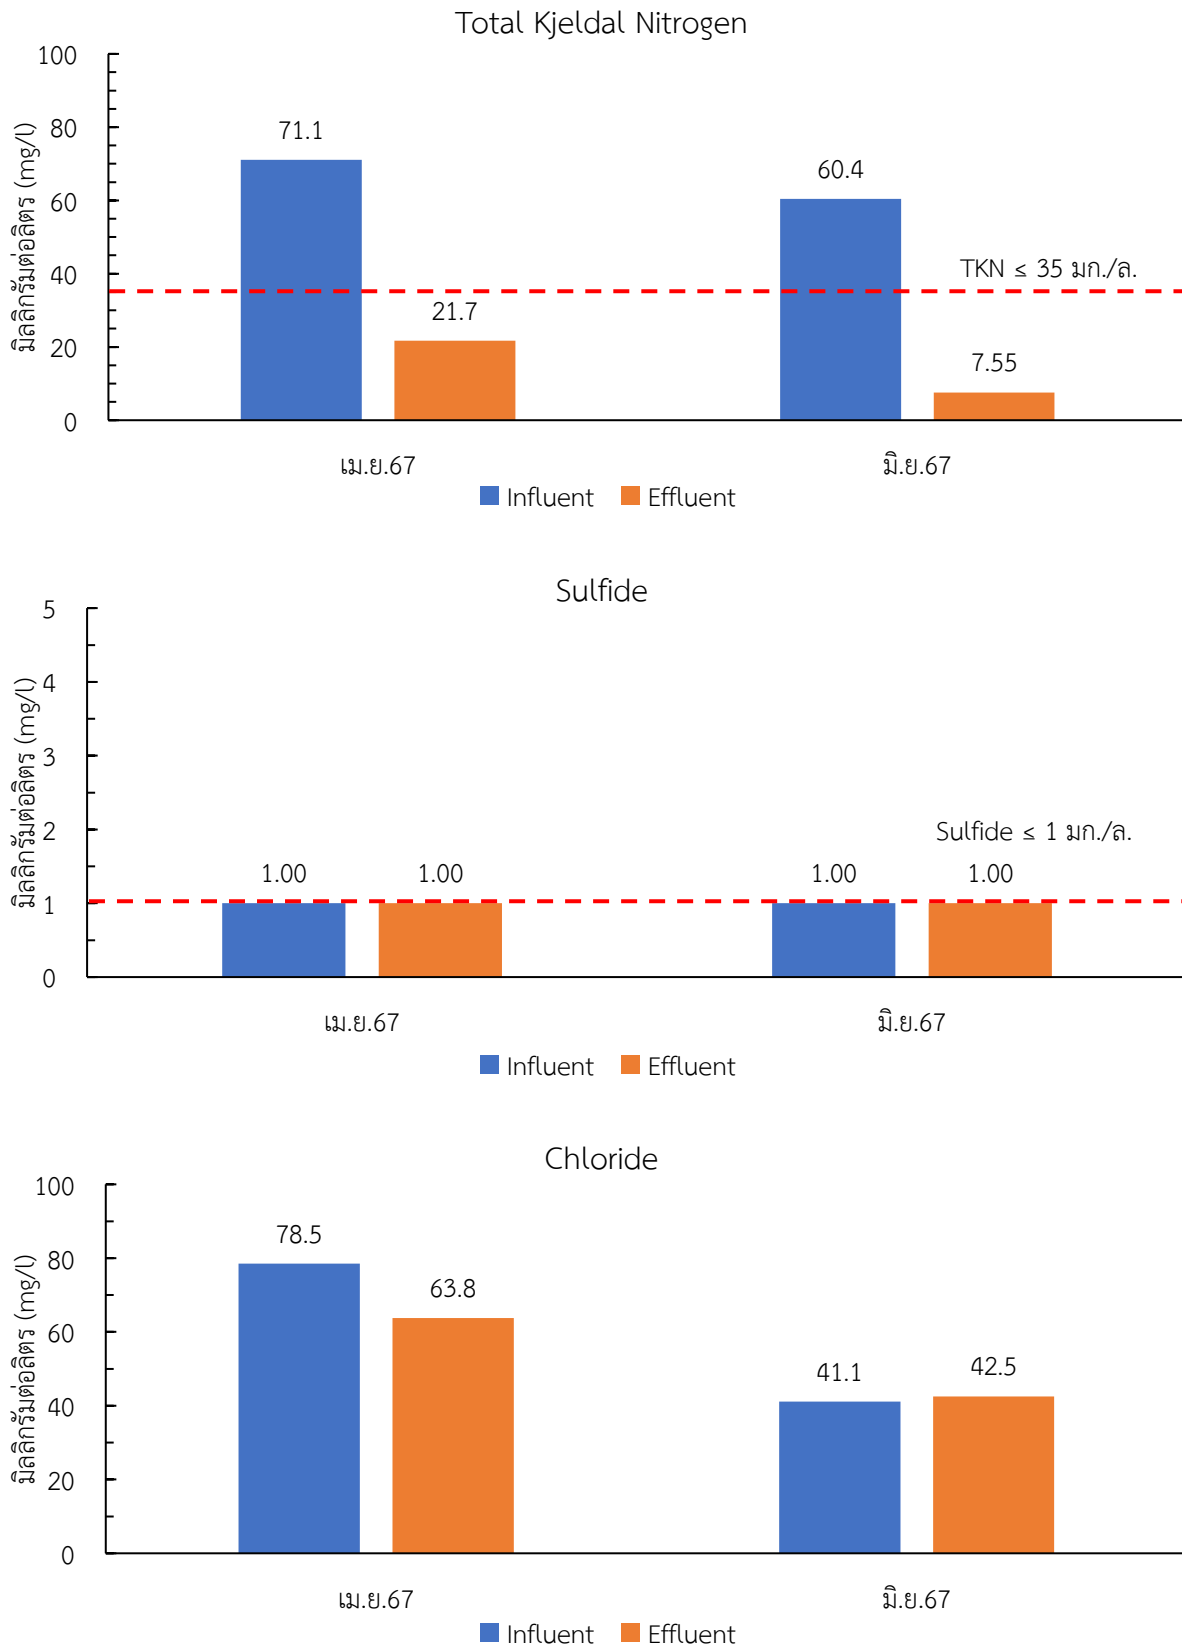 Total Kjeldal Nitrogen
มิลลิกรัมต่อลิตร (mg/l)
100
80
60
40
20
0
71.1
21.7
60.4
7.55
TKN ≤ 35 มก./ล.
เม.ย.67
มิ.ย.67
Influent Effluent
Sulfide
มิลลิกรัมต่อลิตร (mg/l)
5
4
3
2
1
0
1.00
1.00
1.00
1.00
Sulfide ≤ 1 มก./ล.
เม.ย.67
มิ.ย.67
Influent Effluent
Chloride
มิลลิกรัมต่อลิตร (mg/l)
100
80
60
40
20
0
78.5
63.8
41.1
42.5
เม.ย.67
มิ.ย.67
Influent Effluent